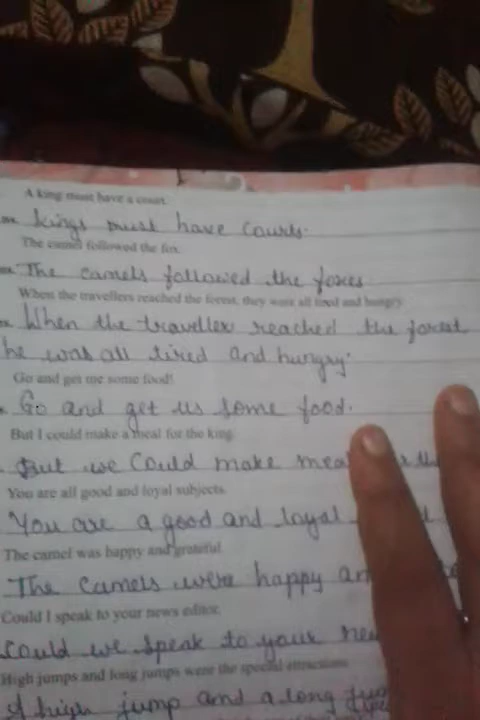 A king must have a court.
Kings must have courts.
The camel followed the fox.
The camels followed the foxes
When the travellers reached the forest, they were all tired and hungry
When the traveller reached the forest
he was all tired and hungry.
Go and get me some food!
Go and get us some food.
But I could make a meal for the king.
But we could make
You are all good and loyal subjects.
You are a good and loyal
The camel was happy and grateful
The camels were happy
Could I speak to your news editor.
Could we speak to your
High jumps and long jumps were the special attractions
A high jump and a long